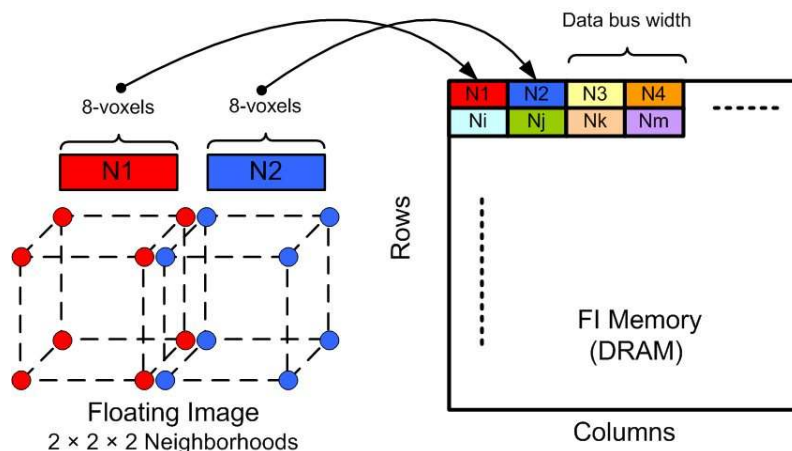 Data bus width
8-voxels
8-voxels
N1
N2
N1 N2 N3 N4
Ni Nj Nk Nm
Rows
FI Memory
(DRAM)
Floating Image
2 × 2 × 2 Neighborhoods
Columns